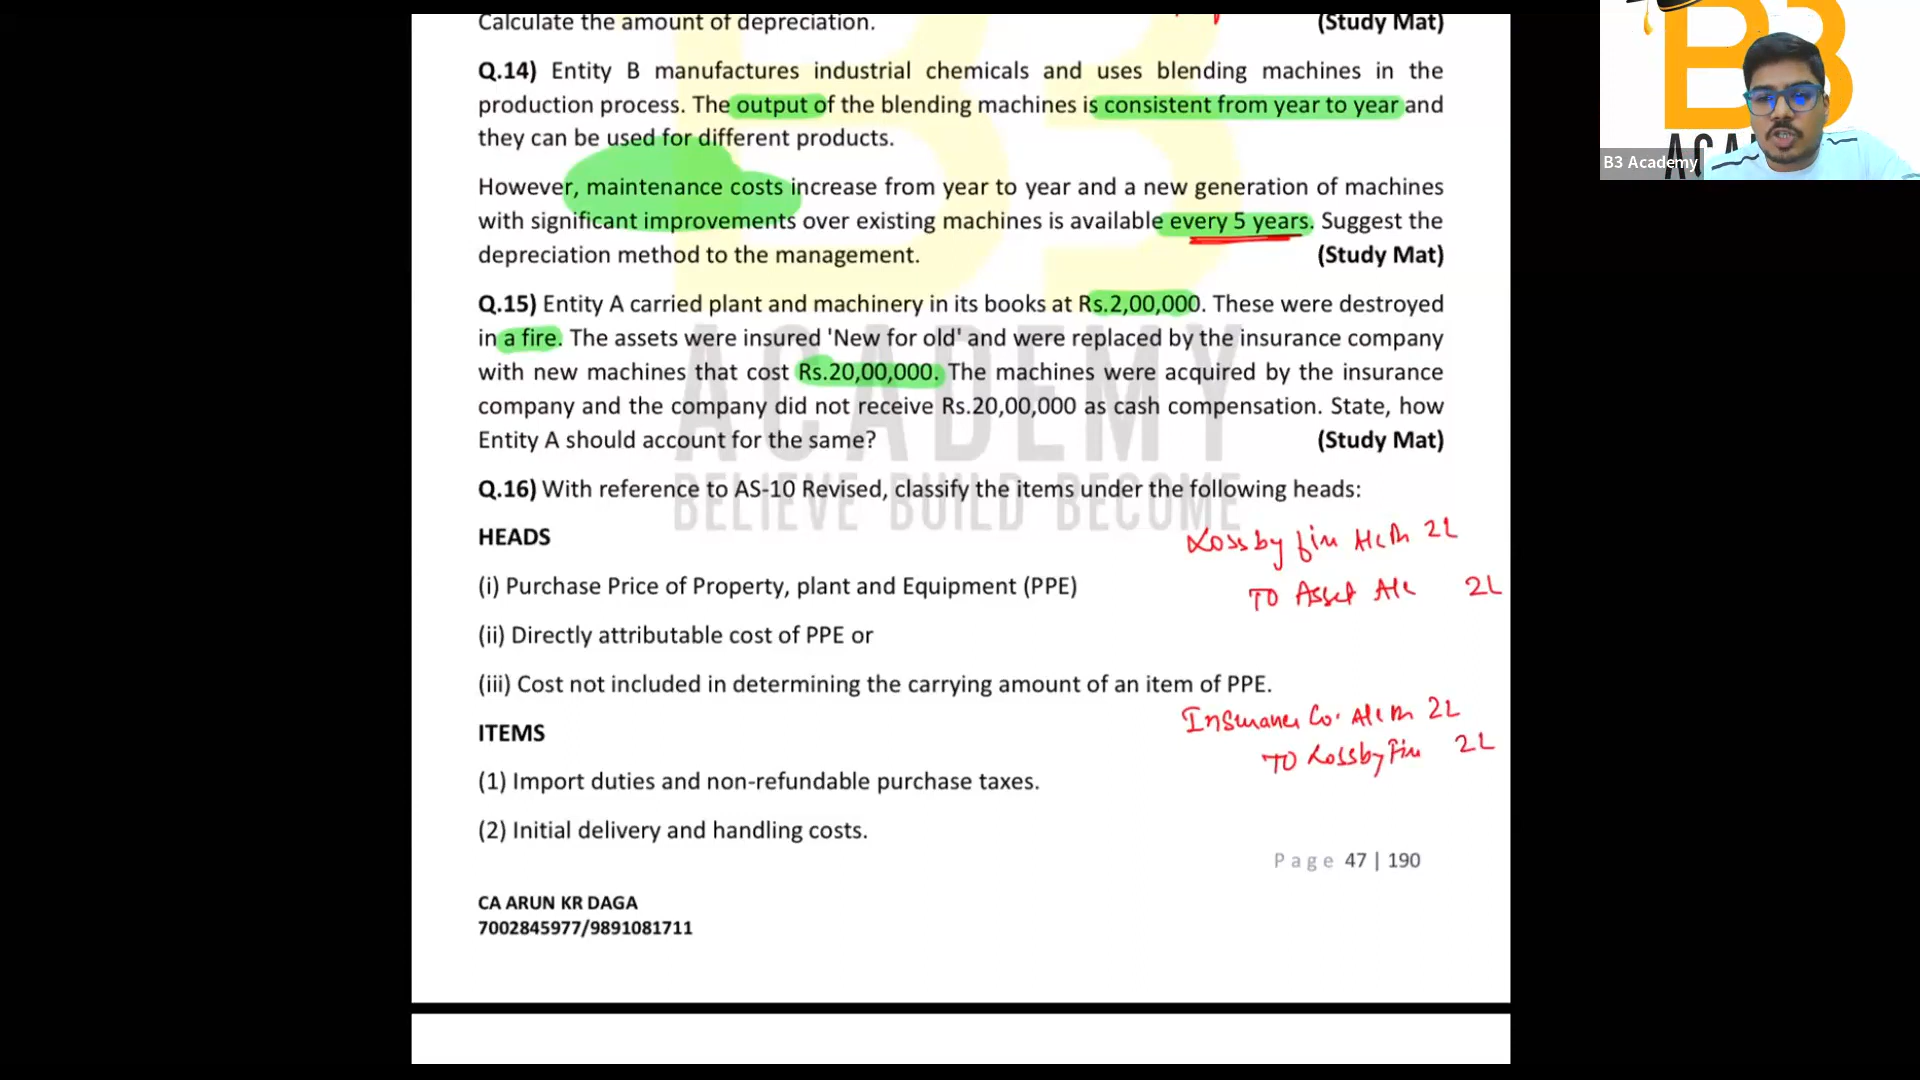 Calculate the amount of depreciation. (Study Mat)
Q.14) Entity B manufactures industrial chemicals and uses blending machines in the
production process. The output of the blending machines is consistent from year to year and
they can be used for different products.
However, maintenance costs increase from year to year and a new generation of machines
with significant improvements over existing machines is available every 5 years. Suggest the
depreciation method to the management. (Study Mat)
Q.15) Entity A carried plant and machinery in its books at Rs.2,00,000. These were destroyed
in a fire. The assets were insured 'New for old' and were replaced by the insurance company
with new machines that cost Rs.20,00,000. The machines were acquired by the insurance
company and the company did not receive Rs.20,00,000 as cash compensation. State, how
Entity A should account for the same? (Study Mat)
Q.16) With reference to AS-10 Revised, classify the items under the following heads:
HEADS
Loss by fire A/c Dr 2L
(i) Purchase Price of Property, plant and Equipment (PPE)
TO Asset A/c 2L
(ii) Directly attributable cost of PPE or
(iii) Cost not included in determining the carrying amount of an item of PPE.
Insurance Co. A/c Dr 2L
ITEMS
TO Loss by Fire 2L
(1) Import duties and non-refundable purchase taxes.
(2) Initial delivery and handling costs.
Page 47 | 190
CA ARUN KR DAGA
7002845977/9891081711
B3
ACADEMY
BELIEVE BUILD BECOME
B3
B3 Academy